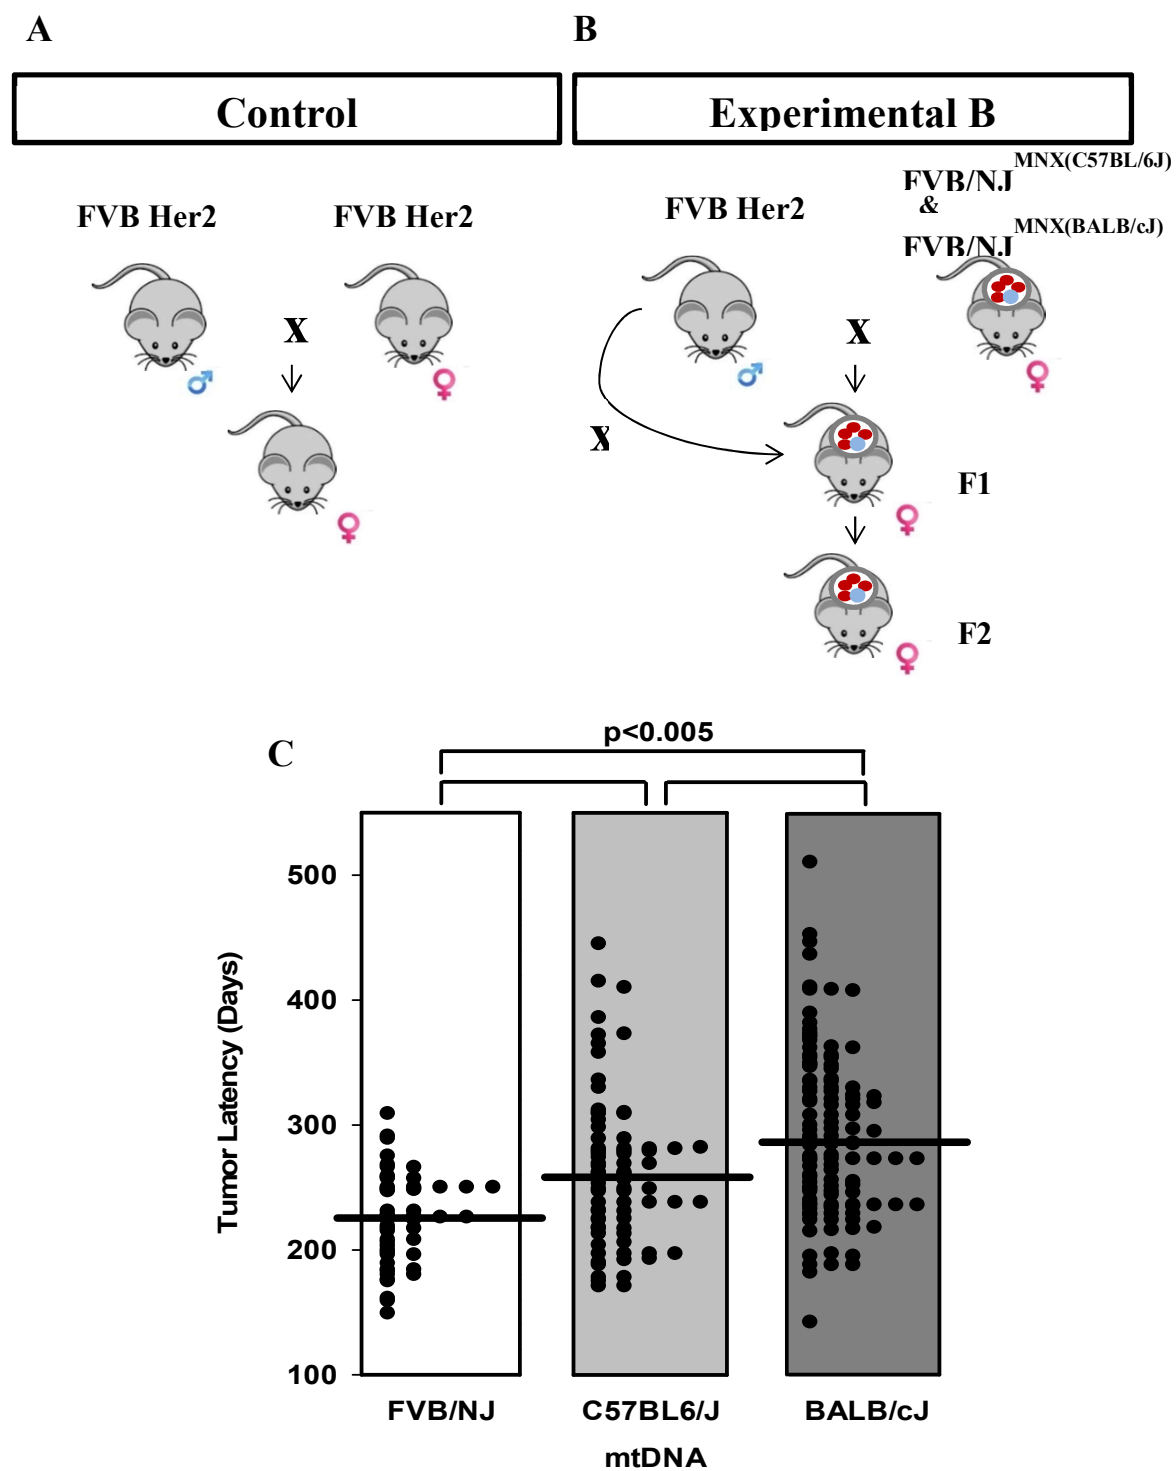 A
B
Control
Experimental B
FVB Her2
FVB Her2
FVB Her2
FVB/NJ MNX(C57BL/6J)
&
FVB/NJ MNX(BALB/cJ)
X
X
X
F1
F2
C
p<0.005
Tumor Latency (Days)
500
400
300
200
100
FVB/NJ
C57BL6/J
BALB/cJ
mtDNA